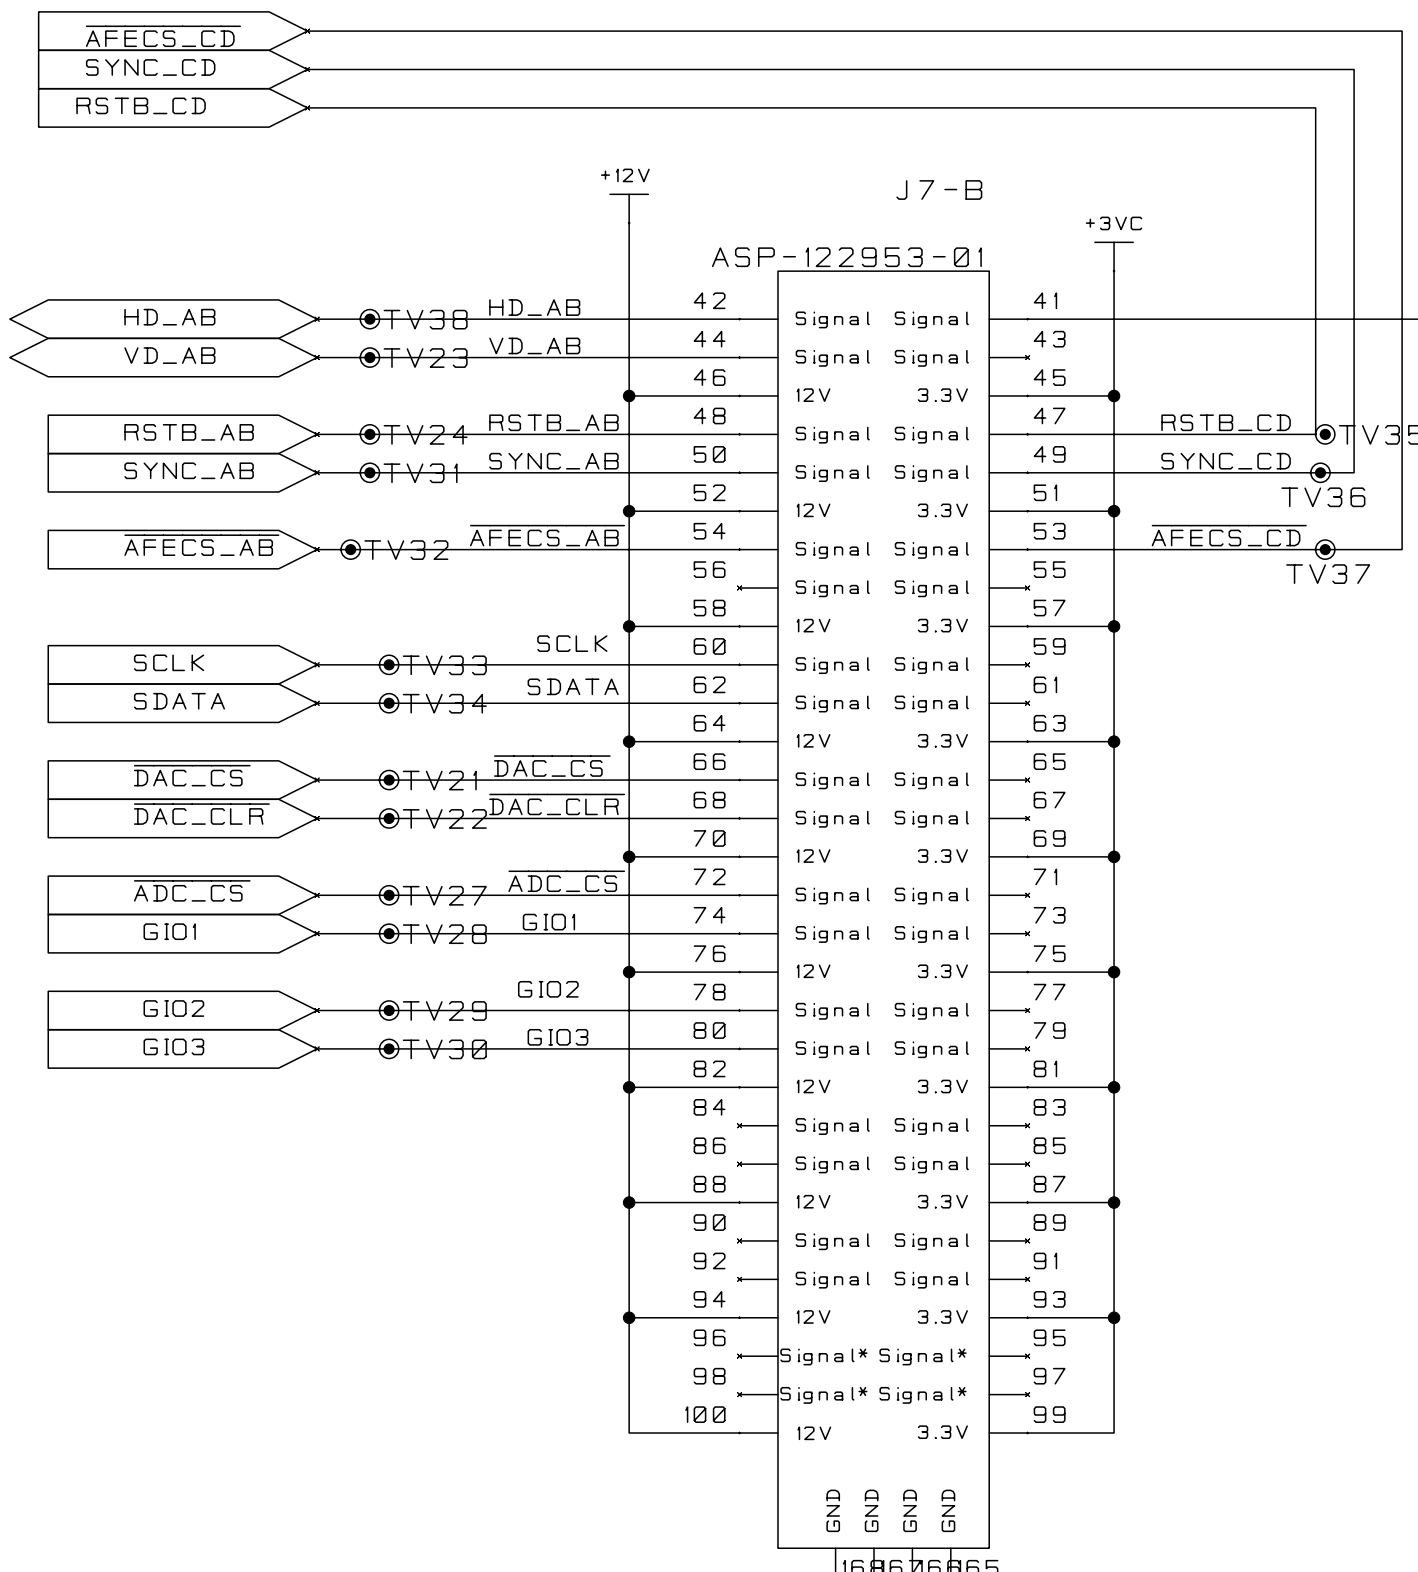 AFECS_CD
SYNC_CD
RSTB_CD
+12V
J7-B
+3VC
ASP-122953-01
HD_AB TV38 HD_AB 42 Signal Signal 41
VD_AB TV23 VD_AB 44 Signal Signal 43
46 12V 3.3V 45
RSTB_AB TV24 RSTB_AB 48 Signal Signal 47 RSTB_CD TV35
SYNC_AB TV31 SYNC_AB 50 Signal Signal 49 SYNC_CD
TV36
52 12V 3.3V 51
AFECS_AB TV32 AFECS_AB 54 Signal Signal 53 AFECS_CD
TV37
56 Signal Signal 55
58 12V 3.3V 57
SCLK TV33 SCLK 60 Signal Signal 59
SDATA TV34 SDATA 62 Signal Signal 61
64 12V 3.3V 63
DAC_CS TV21 DAC_CS 66 Signal Signal 65
DAC_CLR TV22 DAC_CLR 68 Signal Signal 67
70 12V 3.3V 69
ADC_CS TV27 ADC_CS 72 Signal Signal 71
GIO1 TV28 GIO1 74 Signal Signal 73
76 12V 3.3V 75
GIO2 TV29 GIO2 78 Signal Signal 77
GIO3 TV30 GIO3 80 Signal Signal 79
82 12V 3.3V 81
84 Signal Signal 83
86 Signal Signal 85
88 12V 3.3V 87
90 Signal Signal 89
92 Signal Signal 91
94 12V 3.3V 93
96 Signal* Signal* 95
98 Signal* Signal* 97
100 12V 3.3V 99
GND GND GND GND
168 167 166 165